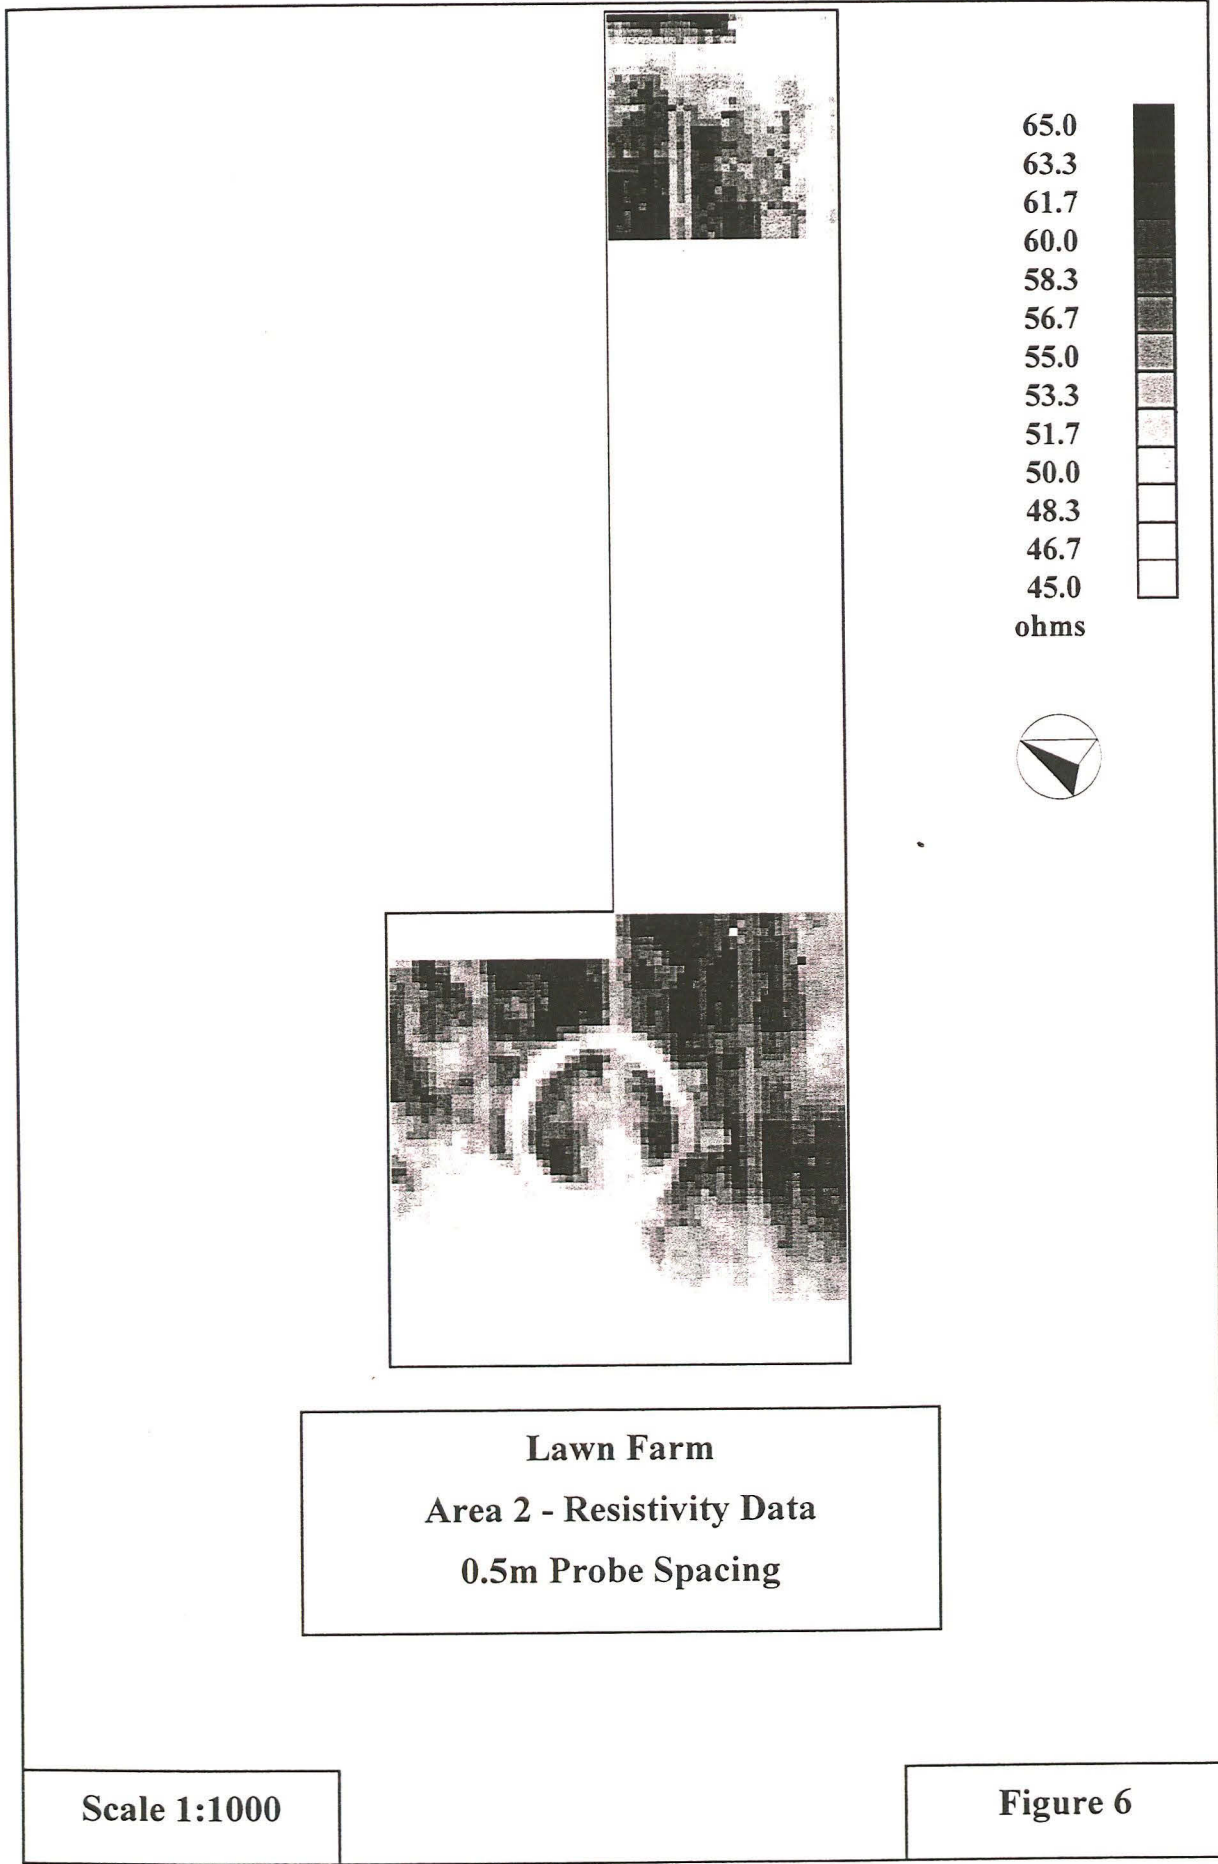 65.0
63.3
61.7
60.0
58.3
56.7
55.0
53.3
51.7
50.0
48.3
46.7
45.0
ohms
Lawn Farm
Area 2 - Resistivity Data
0.5m Probe Spacing
Scale 1:1000
Figure 6